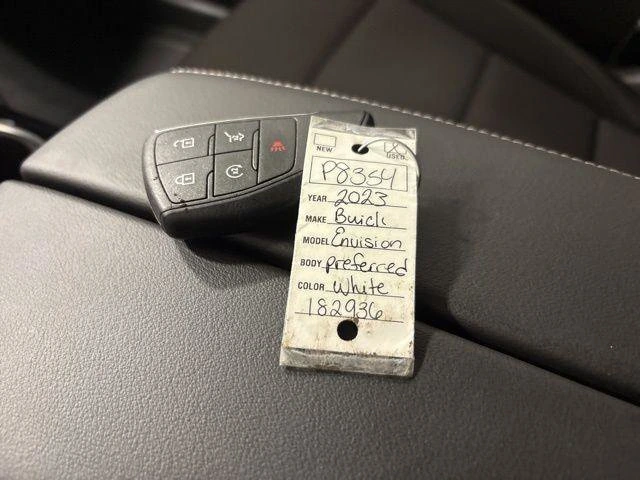 NEW
USED
P8354
YEAR 2023
MAKE Buick
MODEL Envision
BODY preferred
COLOR White
182936